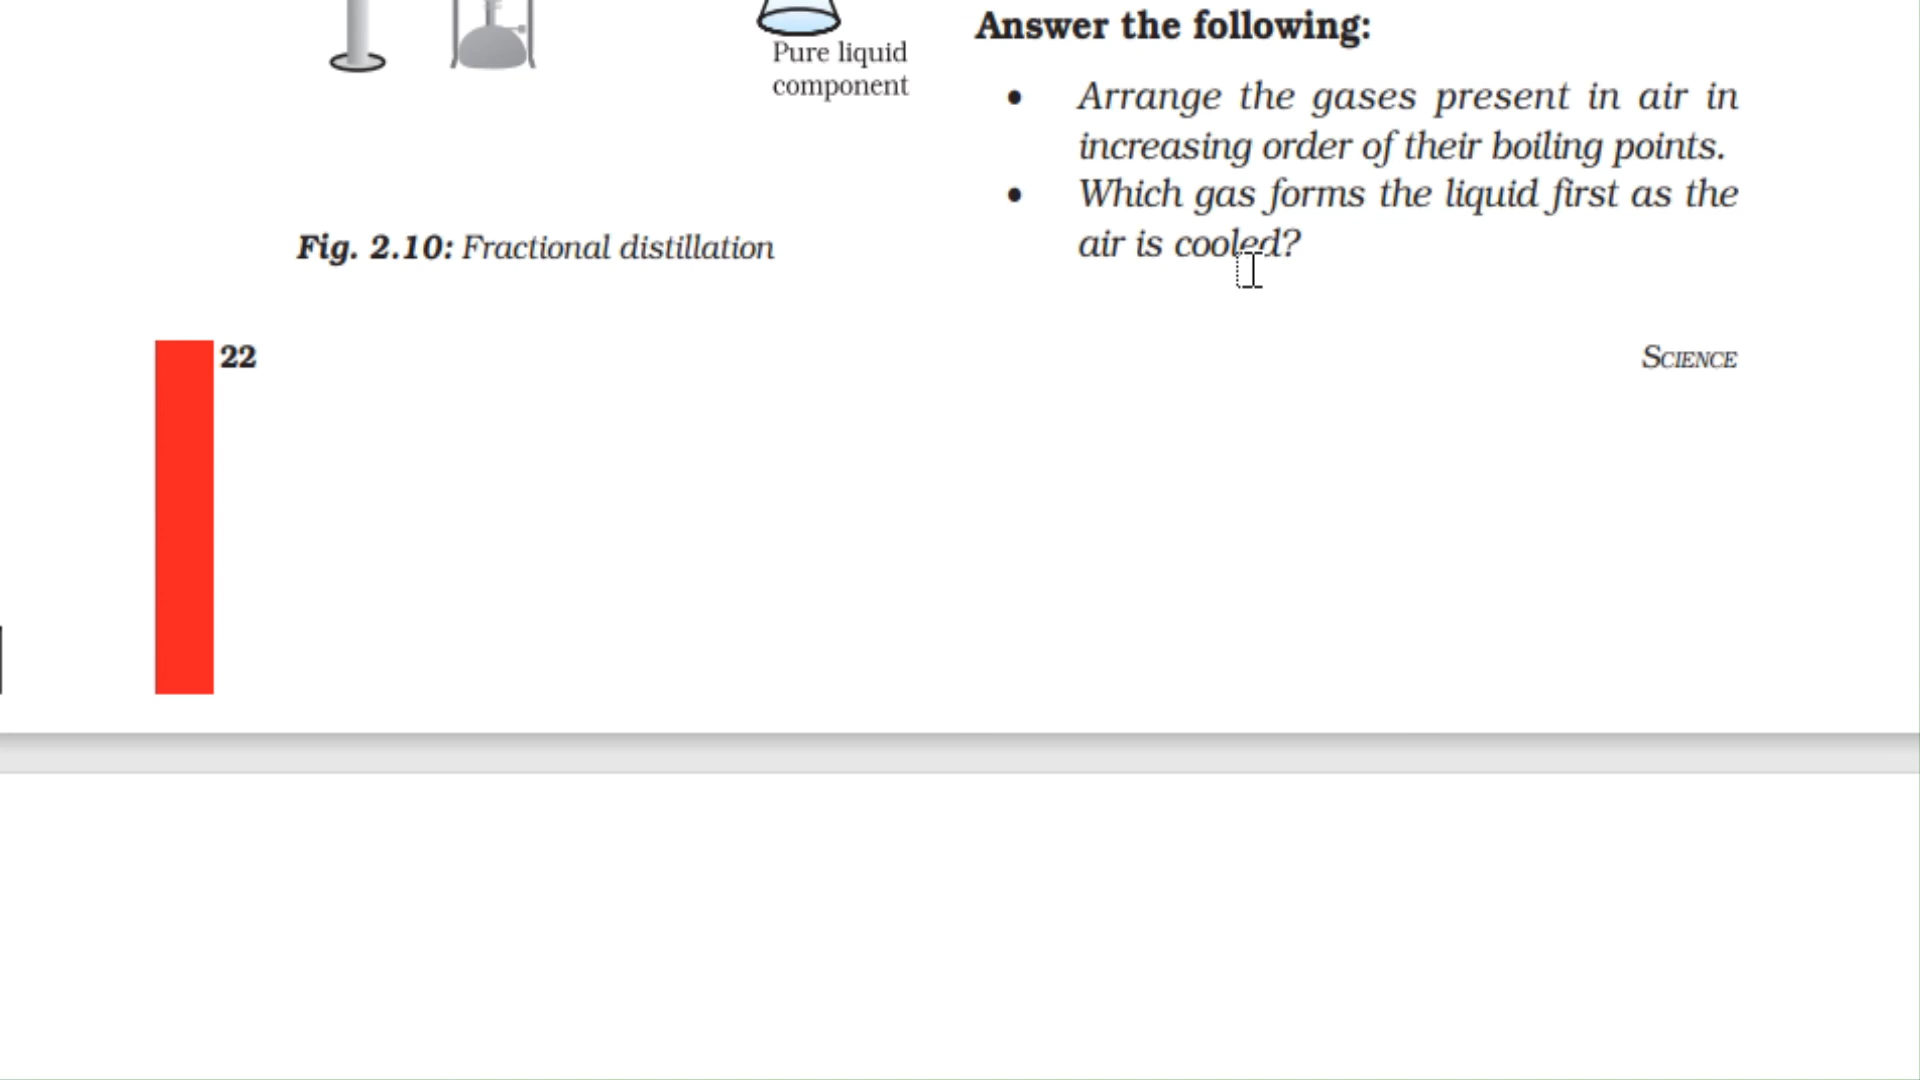 Pure liquid
component
Fig. 2.10: Fractional distillation
Answer the following:
• Arrange the gases present in air in
increasing order of their boiling points.
• Which gas forms the liquid first as the
air is cooled?
22
SCIENCE